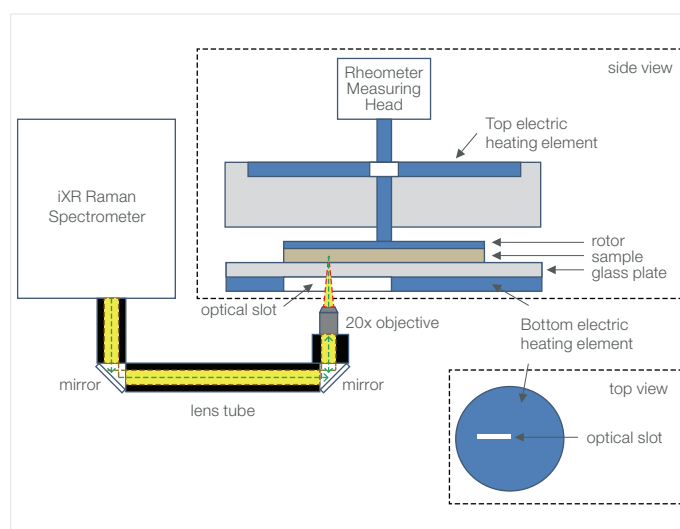 side view
Rheometer
Measuring
Head
Top electric
heating element
iXR Raman
Spectrometer
rotor
sample
glass plate
optical slot
20x objective
Bottom electric
heating element
mirror
mirror
lens tube
top view
optical slot